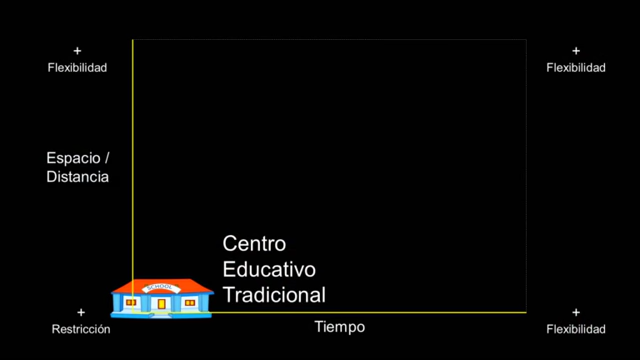 +
Flexibilidad
+
Flexibilidad
Espacio /
Distancia
Centro
Educativo
Tradicional
SCHOOL
+
Restricción
Tiempo
+
Flexibilidad